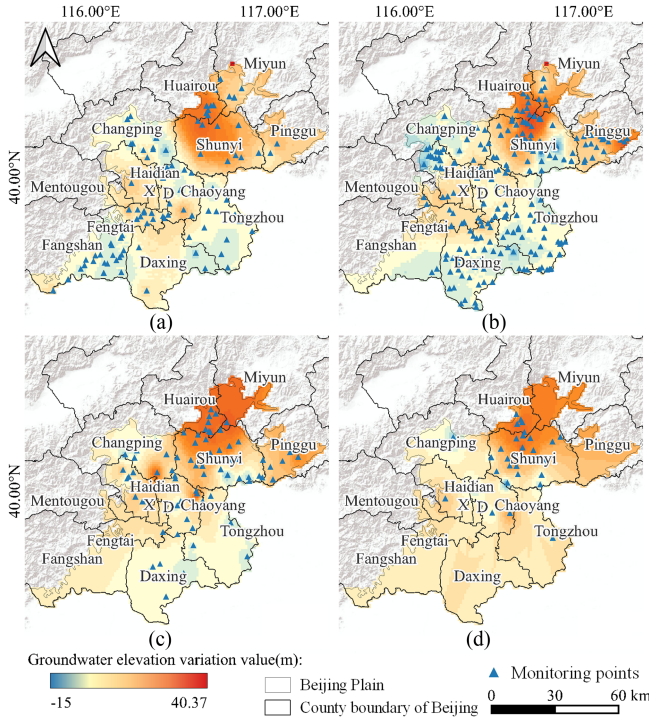 116.00°E 117.00°E 116.00°E 117.00°E
Miyun Miyun
Huairou Huairou
Changping Pinggu Changping Pinggu
Shunyi Shunyi
40.00°N
Haidian Haidian
Mentougou X D Chaoyang Mentougou X D Chaoyang
Fengtai Tongzhou Fengtai Tongzhou
Fangshan Fangshan
Daxing Daxing
(a) (b)
Miyun Miyun
Huairou Huairou
Changping Pinggu Changping Pinggu
Shunyi Shunyi
40.00°N
Haidian Haidian
Mentougou X D Chaoyang Mentougou X D Chaoyang
Fengtai Tongzhou Fengtai Tongzhou
Fangshan Fangshan
Daxing Daxing
(c) (d)
Groundwater elevation variation value(m):
-15 40.37
Beijing Plain
County boundary of Beijing
Monitoring points
0 30 60 km